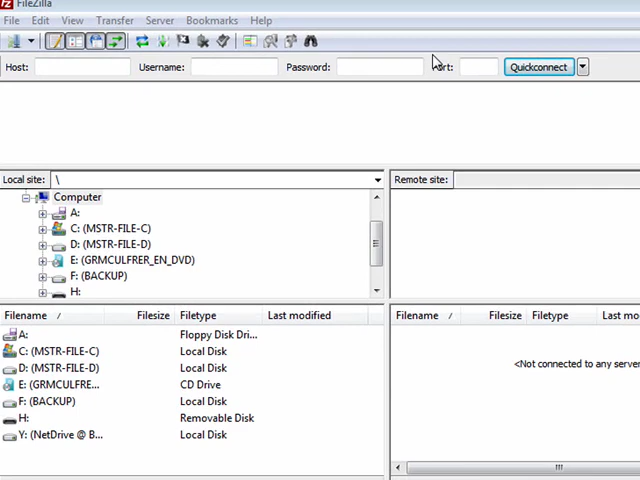 FileZilla
File Edit View Transfer Server Bookmarks Help
Host: Username: Password: Port: Quickconnect
Local site: \ Remote site:
Computer
A:
C: (MSTR-FILE-C)
D: (MSTR-FILE-D)
E: (GRMCULFRER_EN_DVD)
F: (BACKUP)
H:
Filename / Filesize Filetype Last modified Filename / Filesize Filetype Last mo
A: Floppy Disk Dri...
C: (MSTR-FILE-C) Local Disk
<Not connected to any server
D: (MSTR-FILE-D) Local Disk
E: (GRMCULFRE... CD Drive
F: (BACKUP) Local Disk
H: Removable Disk
Y: (NetDrive @ B... Local Disk